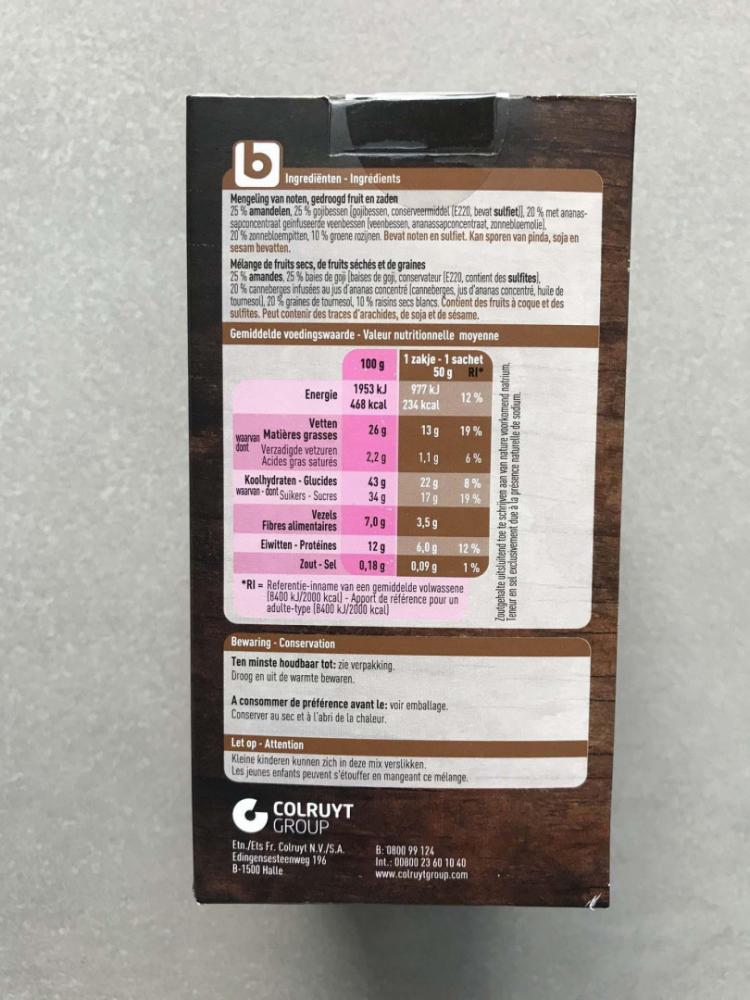 b
Ingrediënten - Ingrédients
Mengeling van noten, gedroogd fruit en zaden
25 % amandelen, 25 % gojibessen (gojibessen, conserveermiddel (E220, bevat sulfiet)), 20 % met ananas-
sapconcentraat geïnfuseerde veenbessen (veenbessen, ananassapconcentraat, zonnebloemolie),
20 % zonnebloempitten, 10 % groene rozijnen. Bevat noten en sulfiet. Kan sporen van pinda, soja en
sesam bevatten.
Mélange de fruits secs, de fruits séchés et de graines
25 % amandes, 25 % baies de goji (baises de goji, conservateur (E220, contient des sulfites),
20 % canneberges infusées au jus d'ananas concentré (canneberges, jus d'ananas concentré, huile de
tournesol), 20 % graines de tournesol, 10 % raisins secs blancs. Contient des fruits à coque et des
sulfites. Peut contenir des traces d'arachides, de soja et de sésame.
Gemiddelde voedingswaarde - Valeur nutritionnelle moyenne
100 g 1 zakje - 1 sachet
50 g RI*
Energie 1953 kJ 977 kJ 12 %
468 kcal 234 kcal
Vetten
Matières grasses 26 g 13 g 19 %
waarvan Verzadigde vetzuren
dont Acides gras saturés 2,2 g 1,1 g 6 %
Koolhydraten - Glucides 43 g 22 g 8 %
waarvan - dont Suikers - Sucres 34 g 17 g 19 %
Vezels
Fibres alimentaires 7,0 g 3,5 g
Eiwitten - Protéines 12 g 6,0 g 12 %
Zout - Sel 0,18 g 0,09 g 1 %
*RI = Referentie-inname van een gemiddelde volwassene
(8400 kJ/2000 kcal) - Apport de référence pour un
adulte-type (8400 kJ/2000 kcal)
Zoutgehalte uitsluitend toe te schrijven aan van nature voorkomend natrium.
Teneur en sel exclusivement due à la présence naturelle de sodium.
Bewaring - Conservation
Ten minste houdbaar tot: zie verpakking.
Droog en uit de warmte bewaren.
A consommer de préférence avant le: voir emballage.
Conserver au sec et à l'abri de la chaleur.
Let op - Attention
Kleine kinderen kunnen zich in deze mix verslikken.
Les jeunes enfants peuvent s'étouffer en mangeant ce mélange.
COLRUYT
GROUP
Etn./Ets Fr. Colruyt N.V./S.A.
Edingensesteenweg 196
B-1500 Halle
B: 0800 99 124
Int.: 00800 23 60 10 40
www.colruytgroup.com